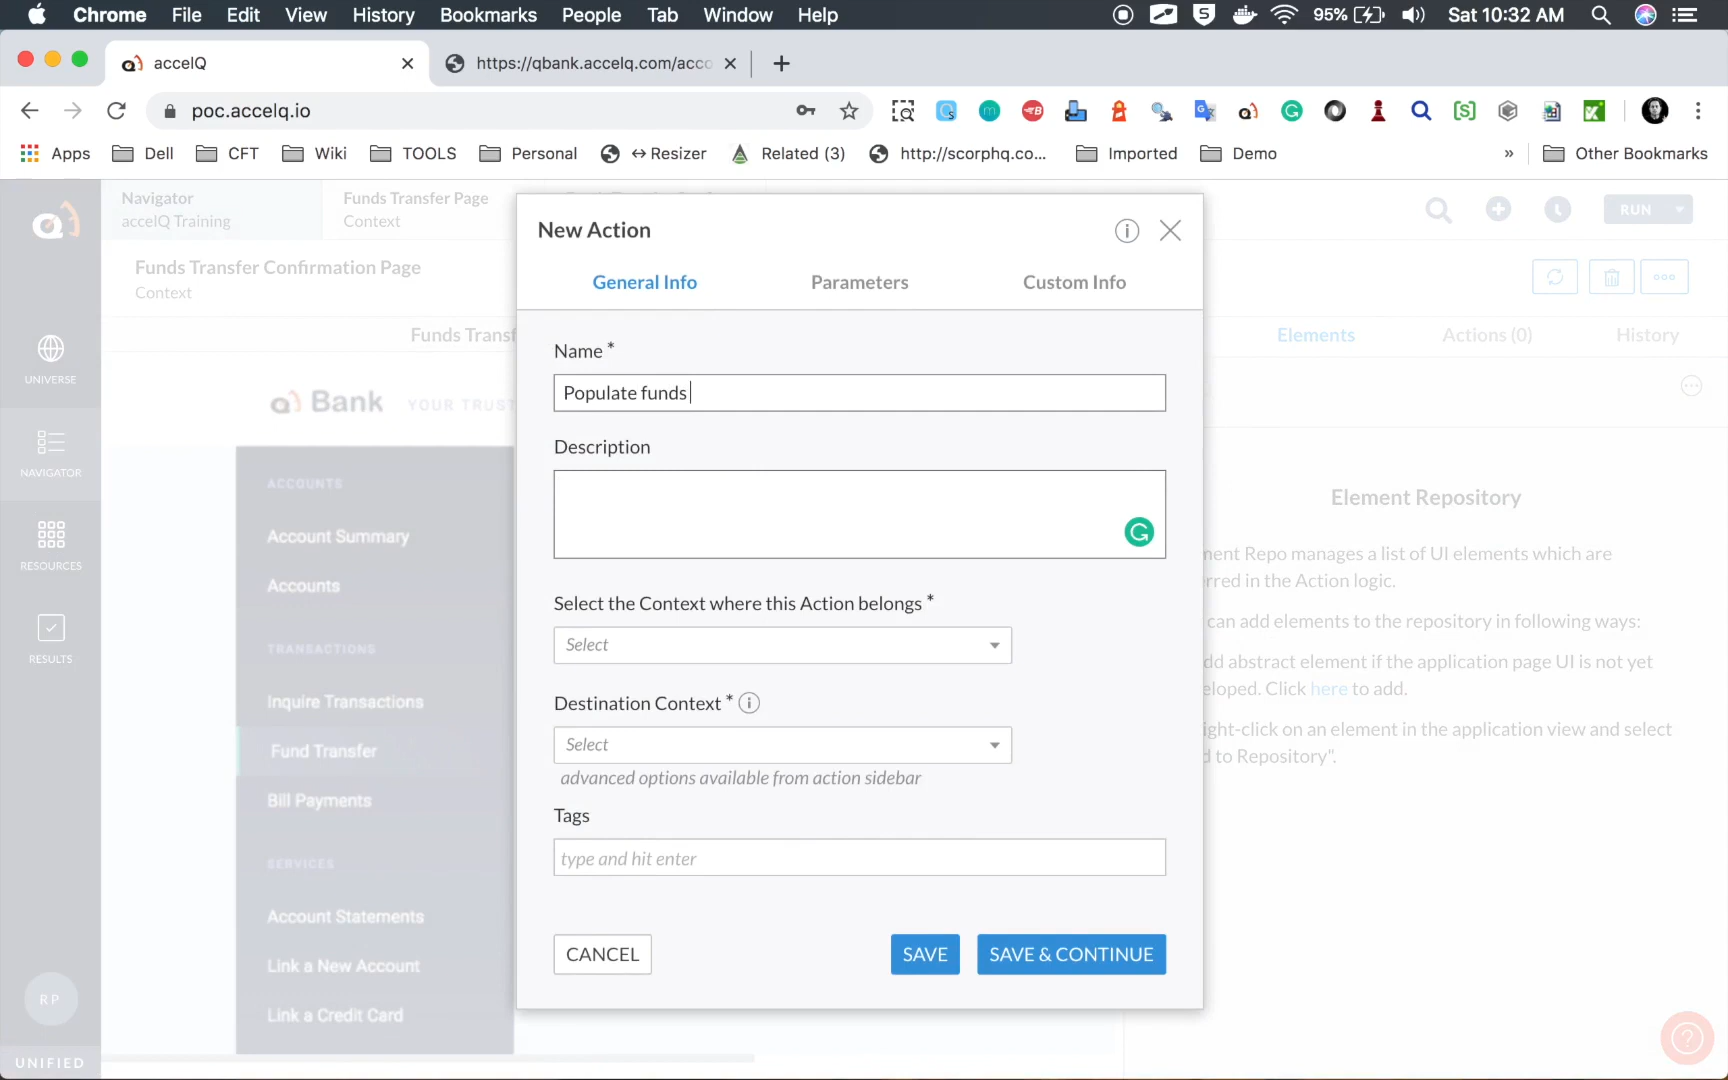 Chrome File Edit View History Bookmarks People Tab Window Help 95% Sat 10:32 AM
accelQ https://qbank.accelq.com/acco
poc.accelq.io
Apps Dell CFT Wiki TOOLS Personal ↔ Resizer Related (3) http://scorphq.co... Imported Demo » Other Bookmarks
Navigator
accelQ Training
Funds Transfer Page
Context
RUN
Funds Transfer Confirmation Page
Context
Funds Transf
Elements Actions (0) History
UNIVERSE
NAVIGATOR
RESOURCES
RESULTS
RP
UNIFIED
Bank YOUR TRUST
ACCOUNTS
Account Summary
Accounts
TRANSACTIONS
Inquire Transactions
Fund Transfer
Bill Payments
SERVICES
Account Statements
Link a New Account
Link a Credit Card
New Action
General Info Parameters Custom Info
Name *
Populate funds
Description
Select the Context where this Action belongs *
Select
Destination Context *
Select
advanced options available from action sidebar
Tags
type and hit enter
CANCEL SAVE SAVE & CONTINUE
Element Repository
ment Repo manages a list of UI elements which are
rred in the Action logic.
can add elements to the repository in following ways:
dd abstract element if the application page UI is not yet
eloped. Click here to add.
ight-click on an element in the application view and select
d to Repository".